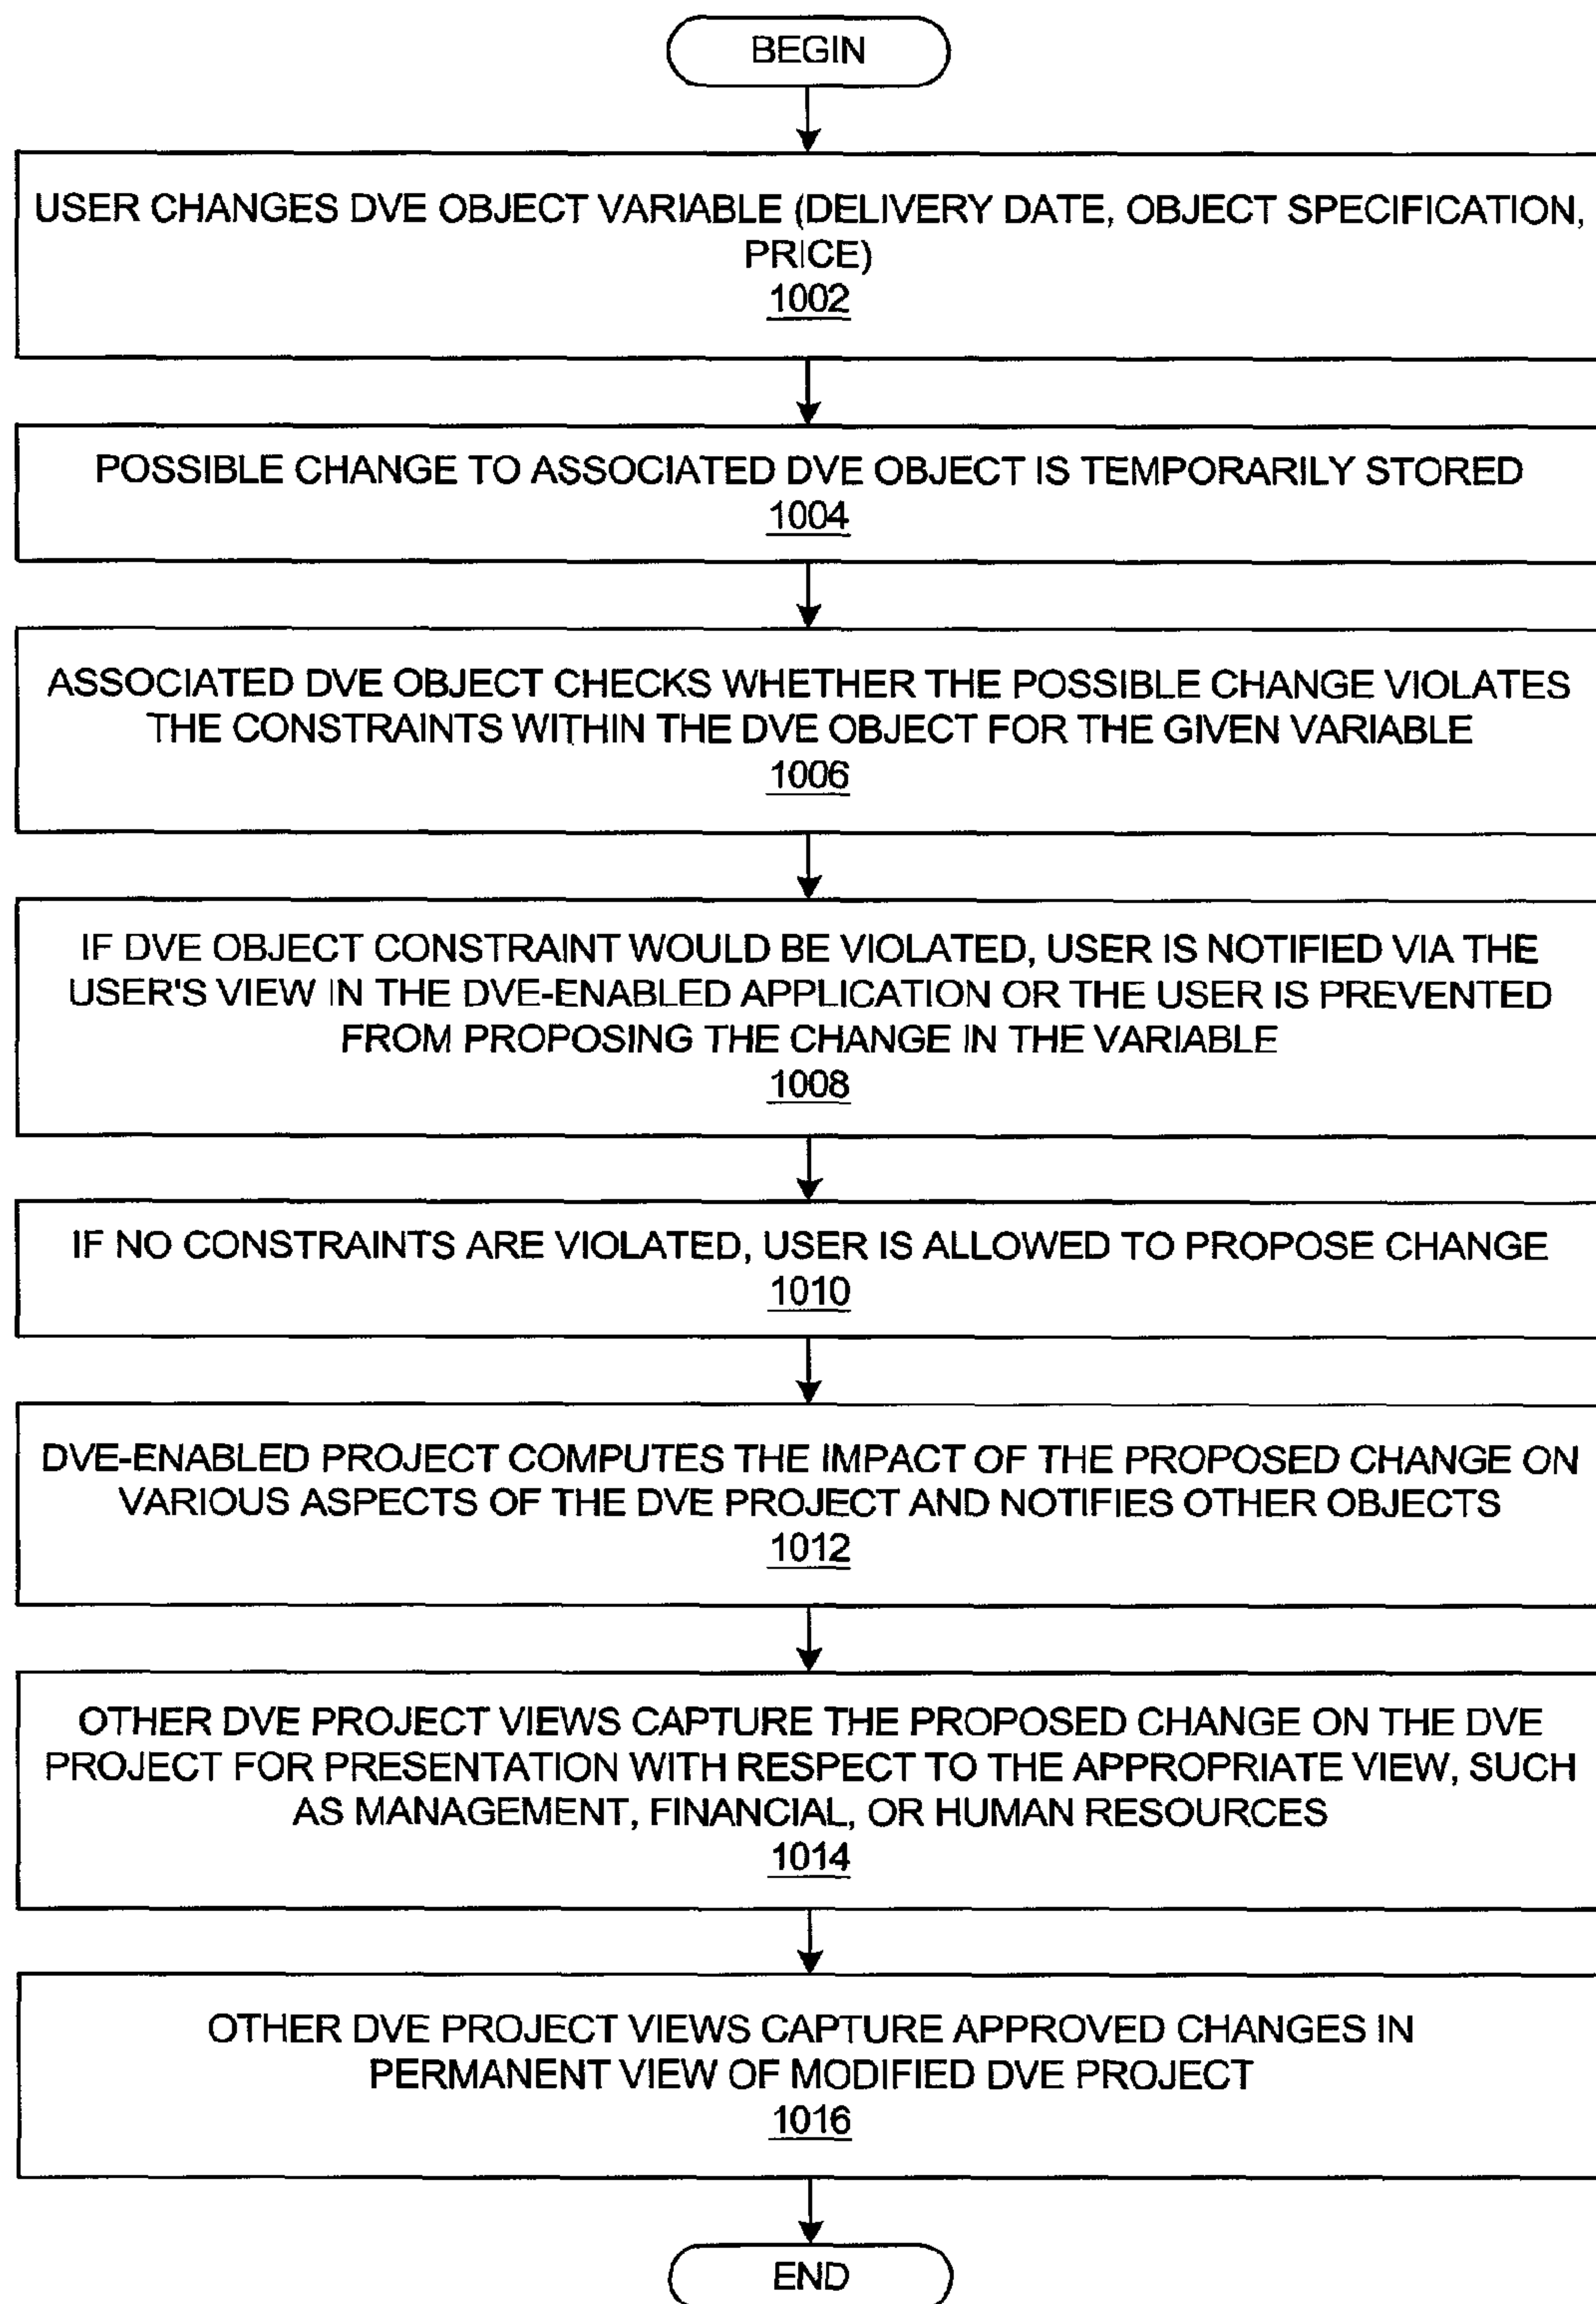 BEGIN
USER CHANGES DVE OBJECT VARIABLE (DELIVERY DATE, OBJECT SPECIFICATION,
PRICE)
1002
POSSIBLE CHANGE TO ASSOCIATED DVE OBJECT IS TEMPORARILY STORED
1004
ASSOCIATED DVE OBJECT CHECKS WHETHER THE POSSIBLE CHANGE VIOLATES
THE CONSTRAINTS WITHIN THE DVE OBJECT FOR THE GIVEN VARIABLE
1006
IF DVE OBJECT CONSTRAINT WOULD BE VIOLATED, USER IS NOTIFIED VIA THE
USER'S VIEW IN THE DVE-ENABLED APPLICATION OR THE USER IS PREVENTED
FROM PROPOSING THE CHANGE IN THE VARIABLE
1008
IF NO CONSTRAINTS ARE VIOLATED, USER IS ALLOWED TO PROPOSE CHANGE
1010
DVE-ENABLED PROJECT COMPUTES THE IMPACT OF THE PROPOSED CHANGE ON
VARIOUS ASPECTS OF THE DVE PROJECT AND NOTIFIES OTHER OBJECTS
1012
OTHER DVE PROJECT VIEWS CAPTURE THE PROPOSED CHANGE ON THE DVE
PROJECT FOR PRESENTATION WITH RESPECT TO THE APPROPRIATE VIEW, SUCH
AS MANAGEMENT, FINANCIAL, OR HUMAN RESOURCES
1014
OTHER DVE PROJECT VIEWS CAPTURE APPROVED CHANGES IN
PERMANENT VIEW OF MODIFIED DVE PROJECT
1016
END